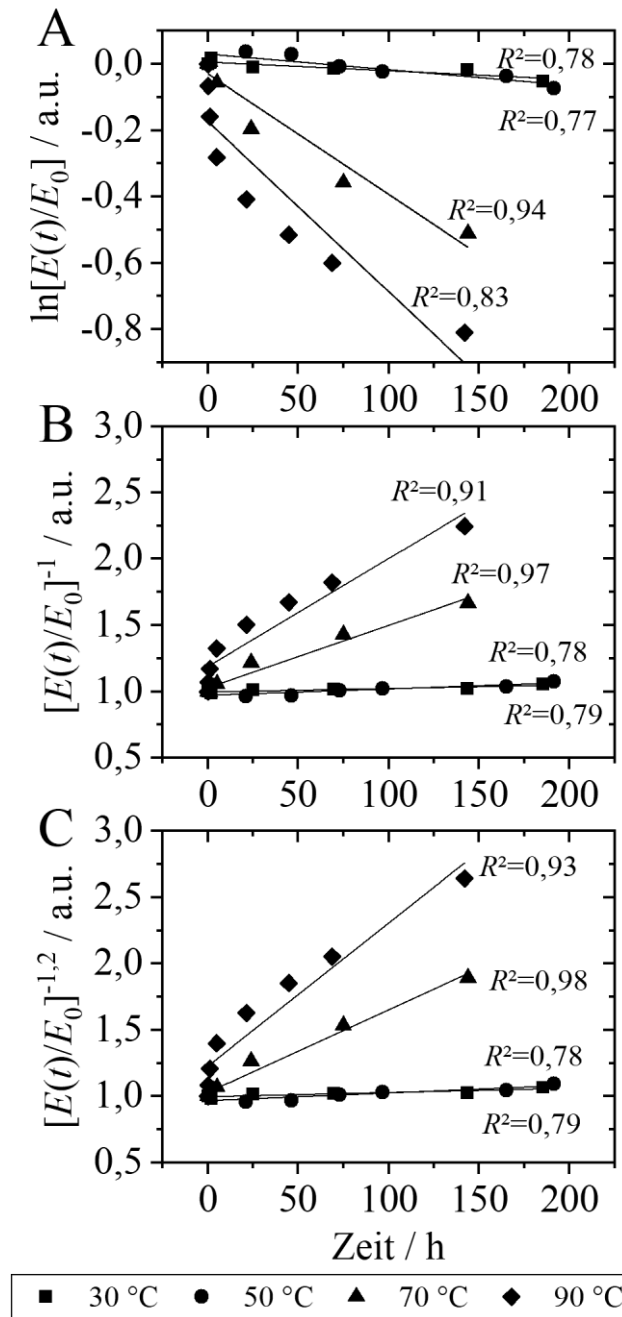 A
ln[E(t)/E₀] / a.u.
0,0
-0,2
-0,4
-0,6
-0,8
R²=0,78
R²=0,77
R²=0,94
R²=0,83
0 50 100 150 200
B
[E(t)/E₀]⁻¹ / a.u.
3,0
2,5
2,0
1,5
1,0
0,5
R²=0,91
R²=0,97
R²=0,78
R²=0,79
0 50 100 150 200
C
[E(t)/E₀]⁻¹,² / a.u.
3,0
2,5
2,0
1,5
1,0
0,5
R²=0,93
R²=0,98
R²=0,78
R²=0,79
0 50 100 150 200
Zeit / h
30 °C 50 °C 70 °C 90 °C